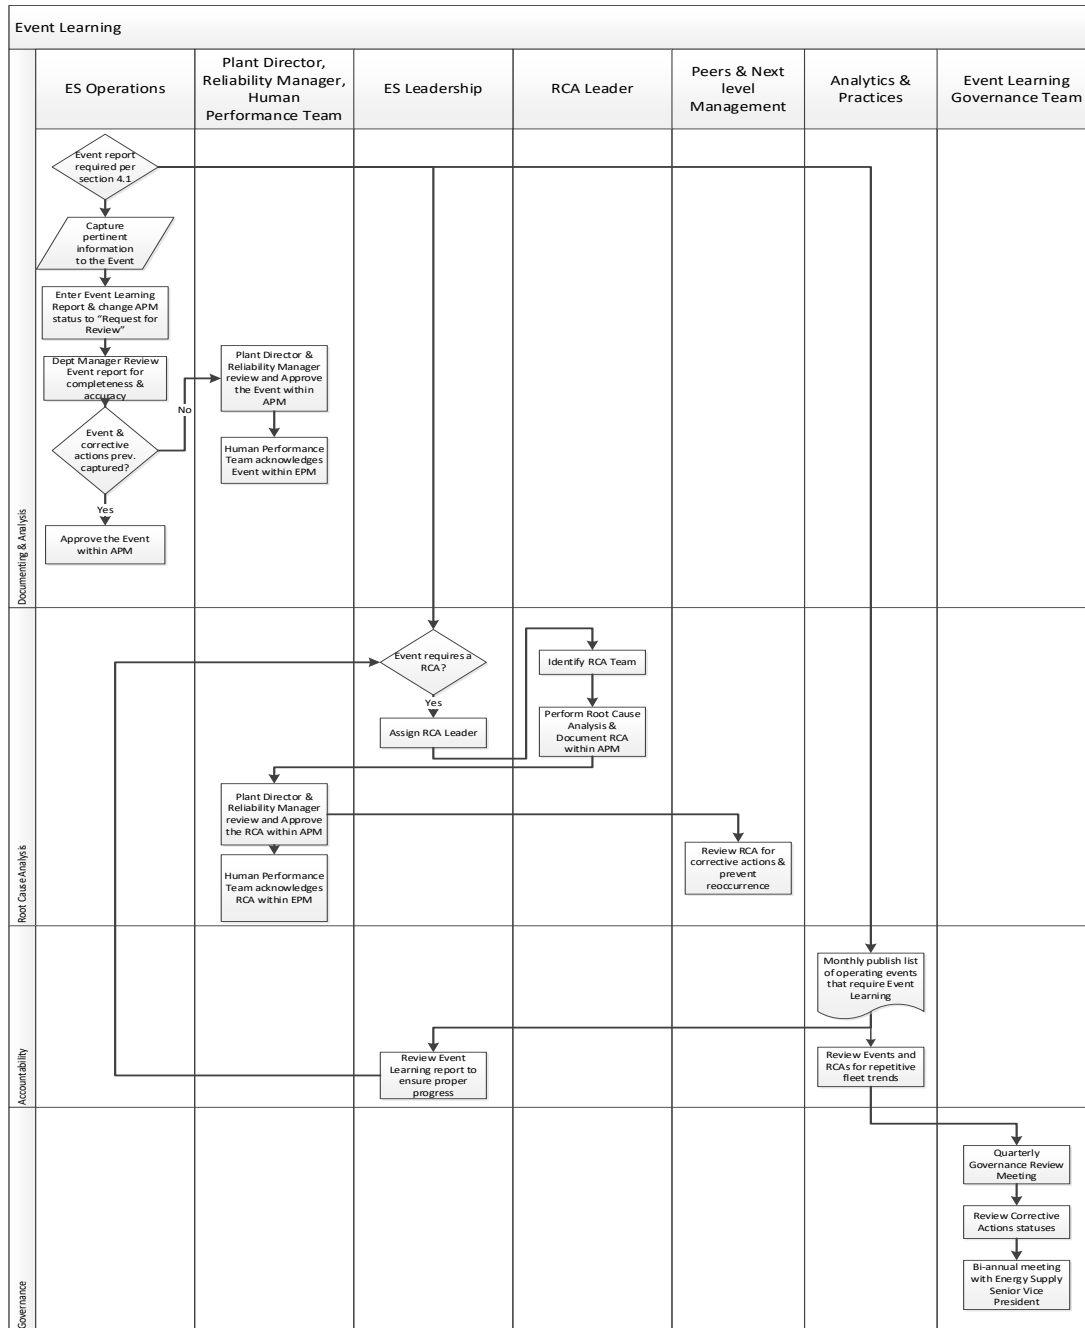 Event Learning
ES Operations
Plant Director,
Reliability Manager,
Human
Performance Team
ES Leadership
RCA Leader
Peers & Next
level
Management
Analytics &
Practices
Event Learning
Governance Team
Documenting & Analysis
Event report
required per
section 4.1
Capture
pertinent
information
to the Event
Enter Event Learning
Report & change APM
status to “Request for
Review”
Dept Manager Review
Event report for
completeness &
accuracy
No
Event &
corrective
actions prev.
captured?
Yes
Approve the Event
within APM
Plant Director &
Reliability Manager
review and Approve
the Event within
APM
Human Performance
Team acknowledges
Event within EPM
Root Cause Analysis
Event requires a
RCA?
Yes
Assign RCA Leader
Identify RCA Team
Perform Root Cause
Analysis &
Document RCA
within APM
Plant Director &
Reliability Manager
review and Approve
the RCA within APM
Human Performance
Team acknowledges
RCA within EPM
Review RCA for
corrective actions &
prevent
reoccurrence
Accountability
Monthly publish list
of operating events
that require Event
Learning
Review Event
Learning report to
ensure proper
progress
Review Events and
RCAs for repetitive
fleet trends
Governance
Quarterly
Governance Review
Meeting
Review Corrective
Actions statuses
Bi-annual meeting
with Energy Supply
Senior Vice
President